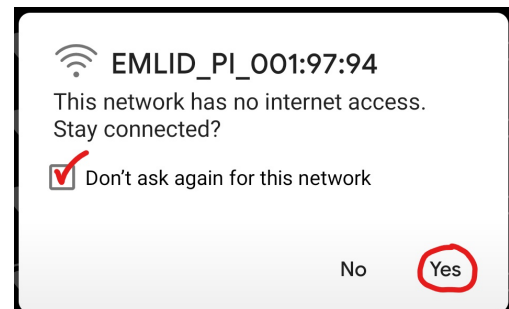 EMLID_PI_001:97:94
This network has no internet access.
Stay connected?
Don't ask again for this network
No
Yes